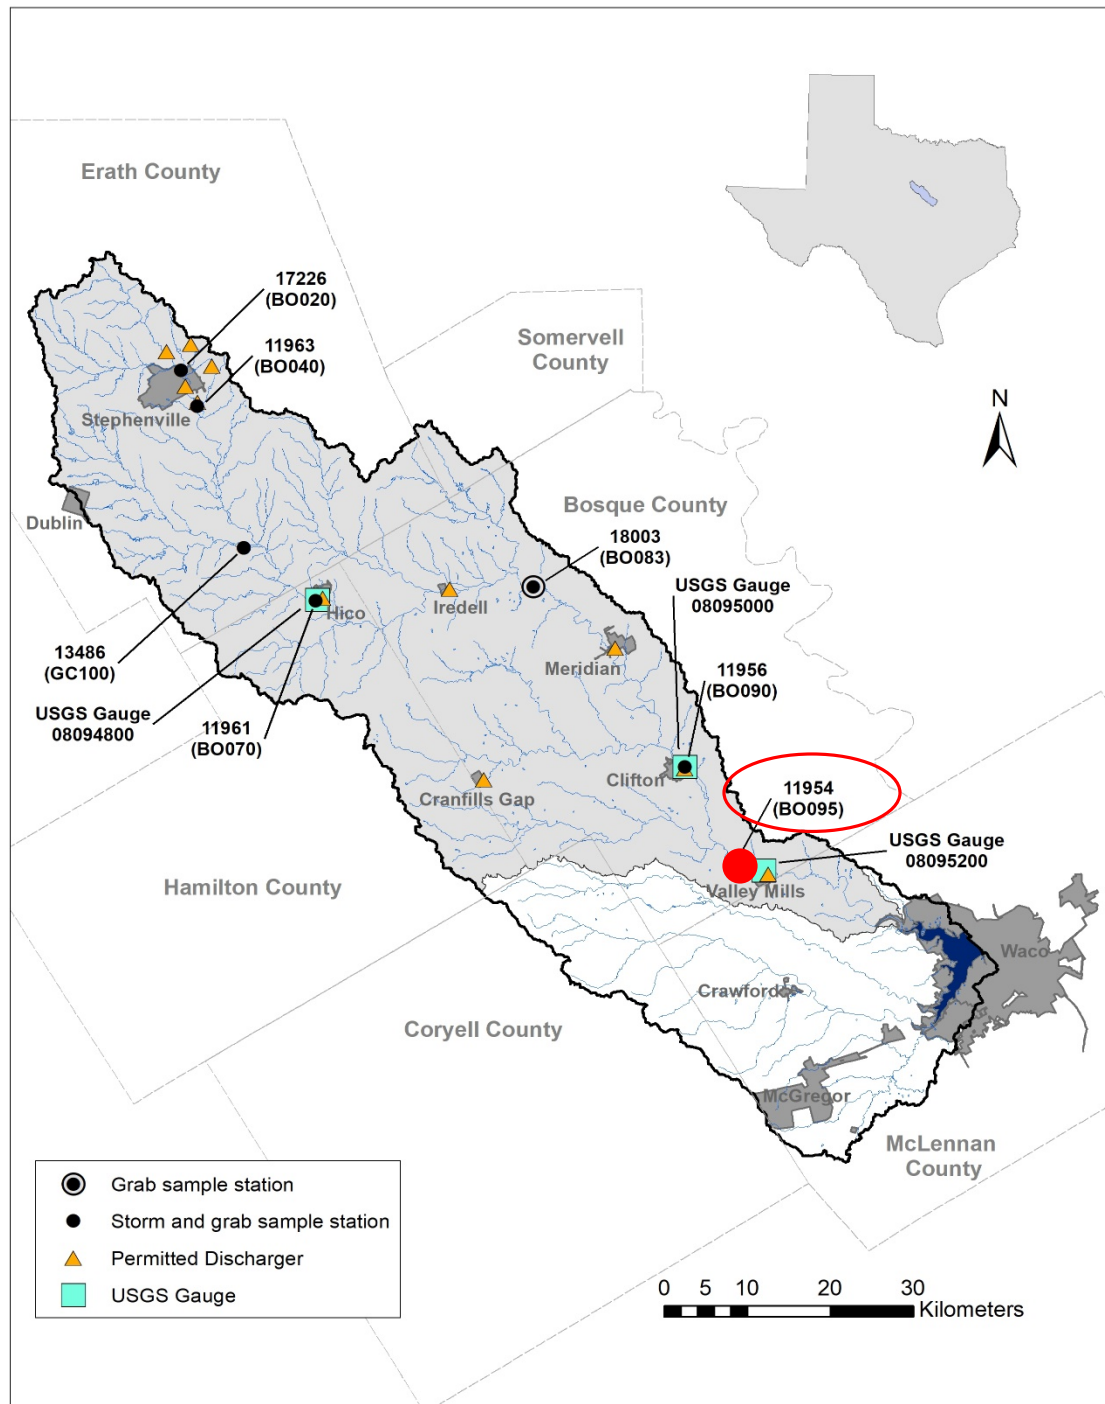 Erath County
17226
(BO020)
11963
(BO040)
Somervell
County
N
Stephenville
Bosque County
Dublin
18003
(BO083)
USGS Gauge
08095000
Iredell
Hico
13486
(GC100)
Meridian
11956
(BO090)
USGS Gauge
08094800
11961
(BO070)
Clifton
11954
(BO095)
Cranfills Gap
USGS Gauge
08095200
Hamilton County
Valley Mills
Waco
Crawford
Coryell County
McGregor
McLennan
County
Grab sample station
Storm and grab sample station
Permitted Discharger
USGS Gauge
0 5 10 20 30
Kilometers